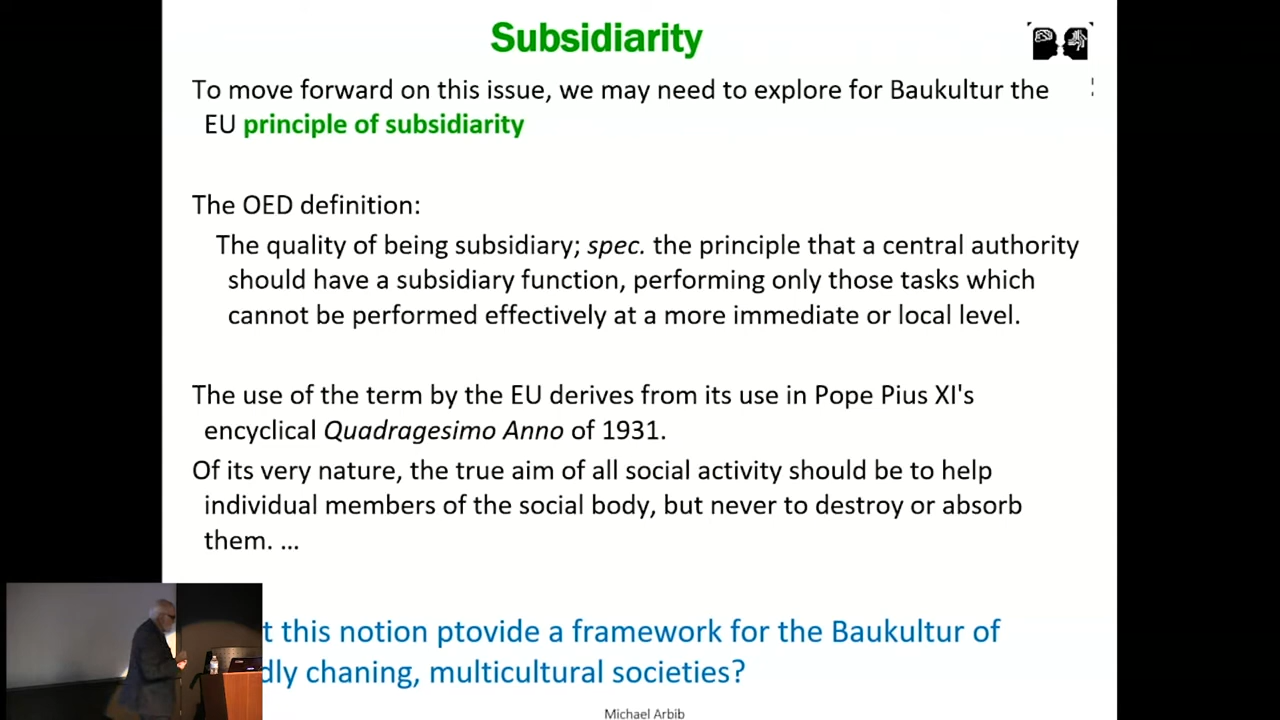 Subsidiarity
To move forward on this issue, we may need to explore for Baukultur the
EU principle of subsidiarity
The OED definition:
The quality of being subsidiary; spec. the principle that a central authority
should have a subsidiary function, performing only those tasks which
cannot be performed effectively at a more immediate or local level.
The use of the term by the EU derives from its use in Pope Pius XI's
encyclical Quadragesimo Anno of 1931.
Of its very nature, the true aim of all social activity should be to help
individual members of the social body, but never to destroy or absorb
them. ...
t this notion ptovide a framework for the Baukultur of
dly chaning, multicultural societies?
Michael Arbib